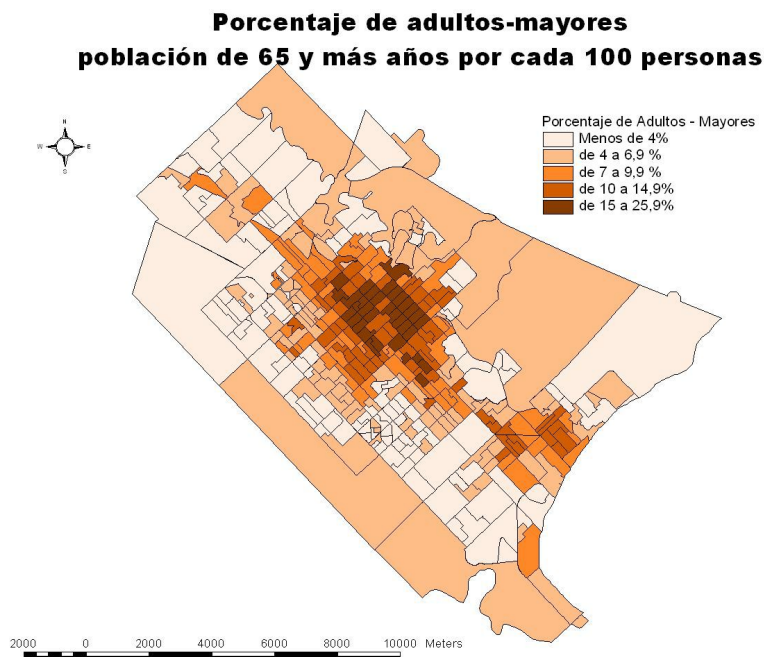 Porcentaje de adultos-mayores
población de 65 y más años por cada 100 personas
N
W E
S
Porcentaje de Adultos - Mayores
Menos de 4%
de 4 a 6,9 %
de 7 a 9,9 %
de 10 a 14,9%
de 15 a 25,9%
2000 0 2000 4000 6000 8000 10000 Meters